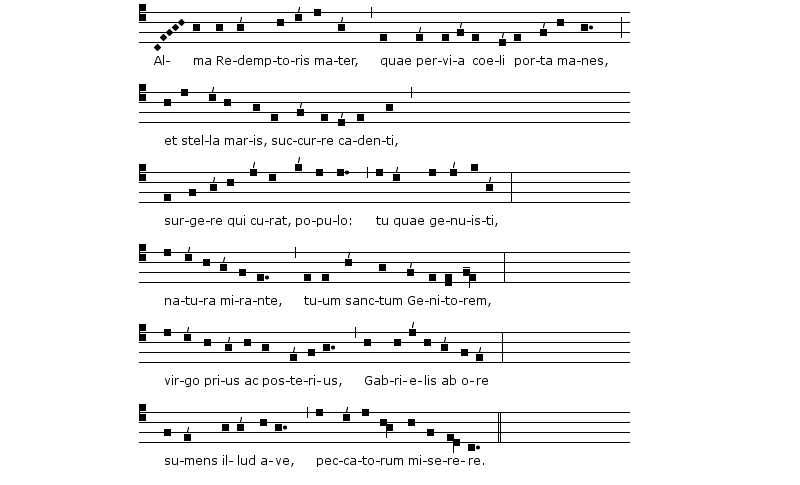 Al- ma Re-demp-to-ris ma-ter, quae per-vi-a coe-li por-ta ma-nes,
et stel-la mar-is, suc-cur-re ca-den-ti,
sur-ge-re qui cu-rat, po-pu-lo: tu quae ge-nu-is-ti,
na-tu-ra mi-ra-nte, tu-um sanc-tum Ge-ni-to-rem,
vir-go pri-us ac pos-te-ri-us, Gab-ri-e-lis ab o-re
su-mens il-lud a-ve, pec-ca-to-rum mi-se-re-re.